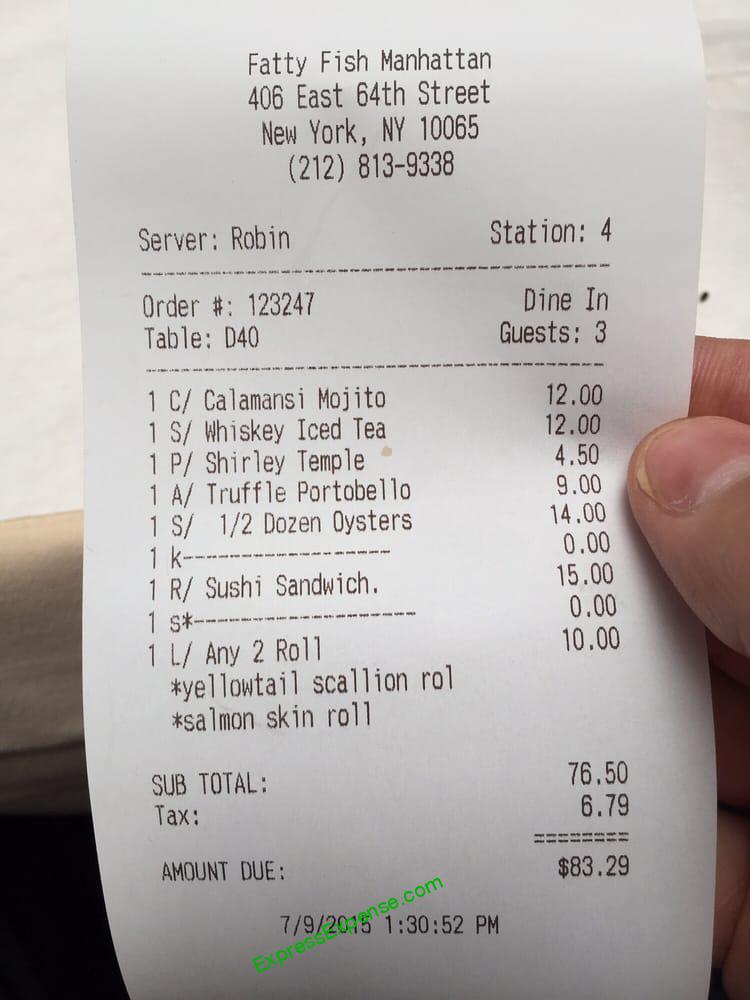 Fatty Fish Manhattan
406 East 64th Street
New York, NY 10065
(212) 813-9338
Server: Robin Station: 4
Order #: 123247 Dine In
Table: D40 Guests: 3
1 C/ Calamansi Mojito 12.00
1 S/ Whiskey Iced Tea 12.00
1 P/ Shirley Temple 4.50
1 A/ Truffle Portobello 9.00
1 S/ 1/2 Dozen Oysters 14.00
1 k-------------------- 0.00
1 R/ Sushi Sandwich. 15.00
1 s*--------------------- 0.00
1 L/ Any 2 Roll 10.00
*yellowtail scallion rol
*salmon skin roll
SUB TOTAL: 76.50
Tax: 6.79
========
AMOUNT DUE: $83.29
7/9/2015 1:30:52 PM
ExpressExpense.com